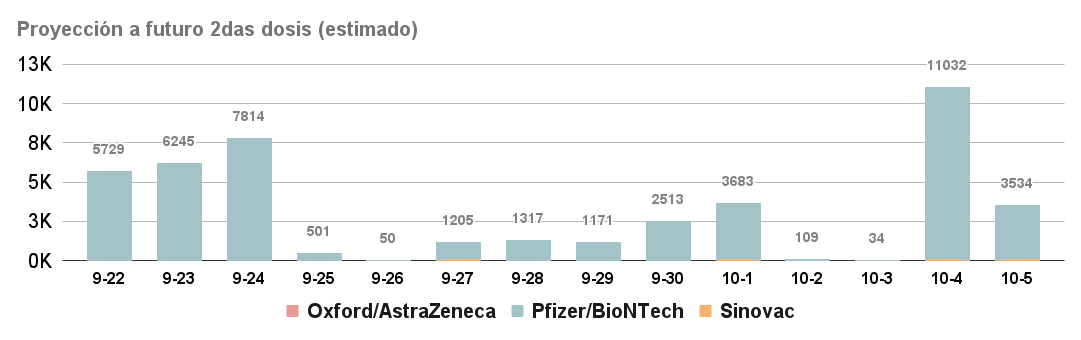 Proyección a futuro 2das dosis (estimado)
13K
10K
8K
5K
3K
0K
5729
6245
7814
501
50
1205
1317
1171
2513
3683
109
34
11032
3534
9-22
9-23
9-24
9-25
9-26
9-27
9-28
9-29
9-30
10-1
10-2
10-3
10-4
10-5
Oxford/AstraZeneca
Pfizer/BioNTech
Sinovac